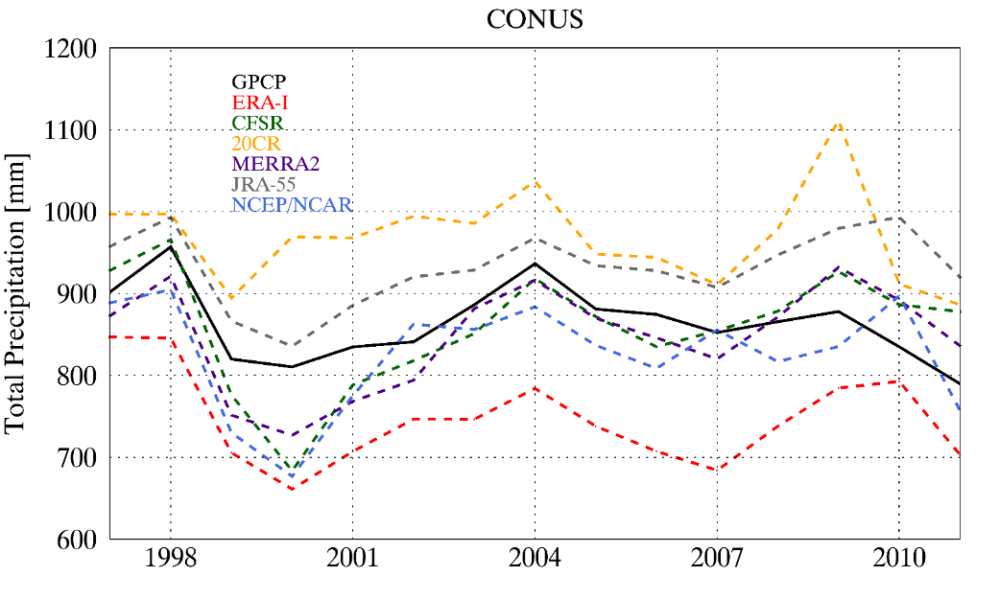 CONUS
Total Precipitation [mm]
1200
1100
1000
900
800
700
600
GPCP
ERA-I
CFSR
20CR
MERRA2
JRA-55
NCEP/NCAR
1998 2001 2004 2007 2010